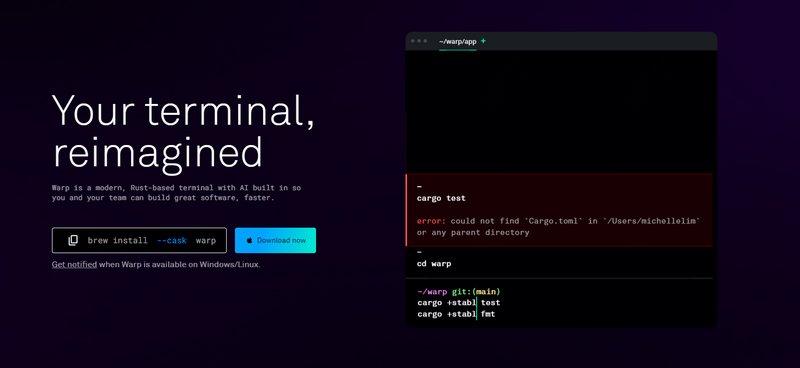 Your terminal,
reimagined
Warp is a modern, Rust-based terminal with AI built in so
you and your team can build great software, faster.
brew install --cask warp
Download now
Get notified when Warp is available on Windows/Linux.
~/warp/app +
~
cargo test
error: could not find `Cargo.toml` in `/Users/michellelim`
or any parent directory
~
cd warp
~/warp git:(main)
cargo +stabl test
cargo +stabl fmt